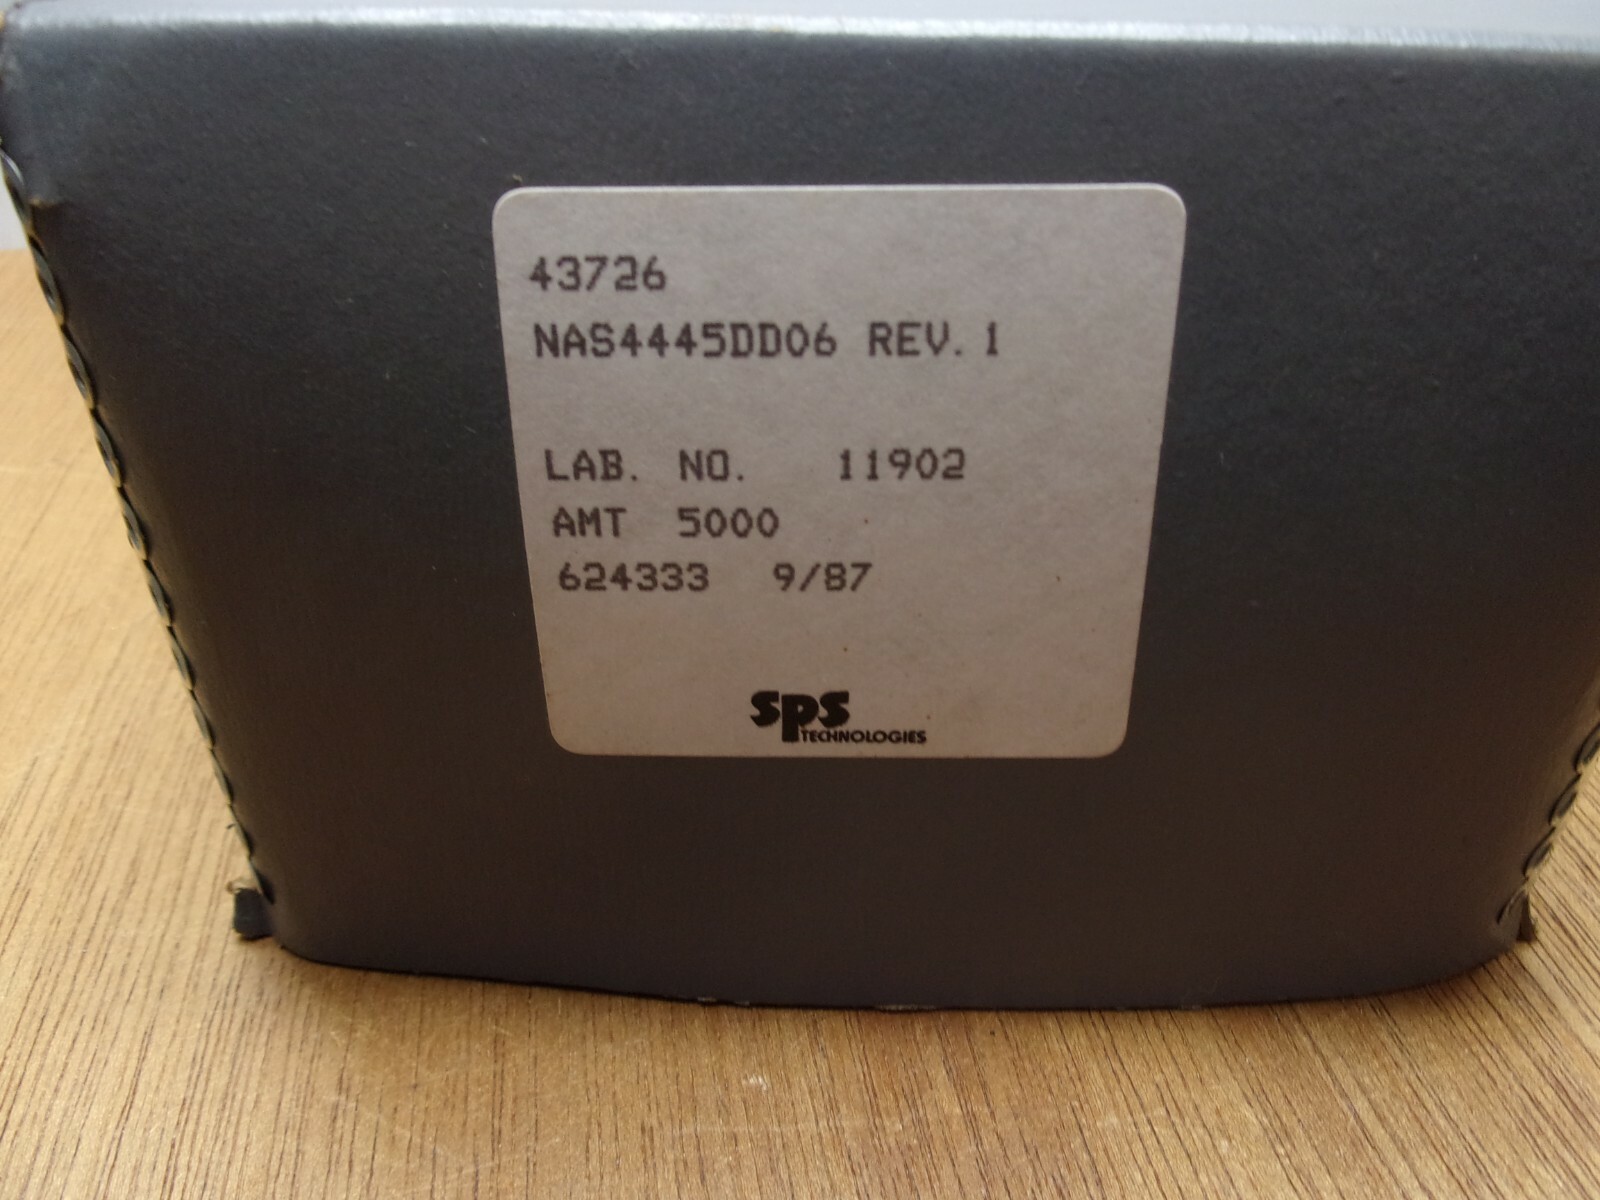 43726
NAS4445DD06 REV. 1
LAB. NO. 11902
AMT 5000
624333 9/87
sps
TECHNOLOGIES